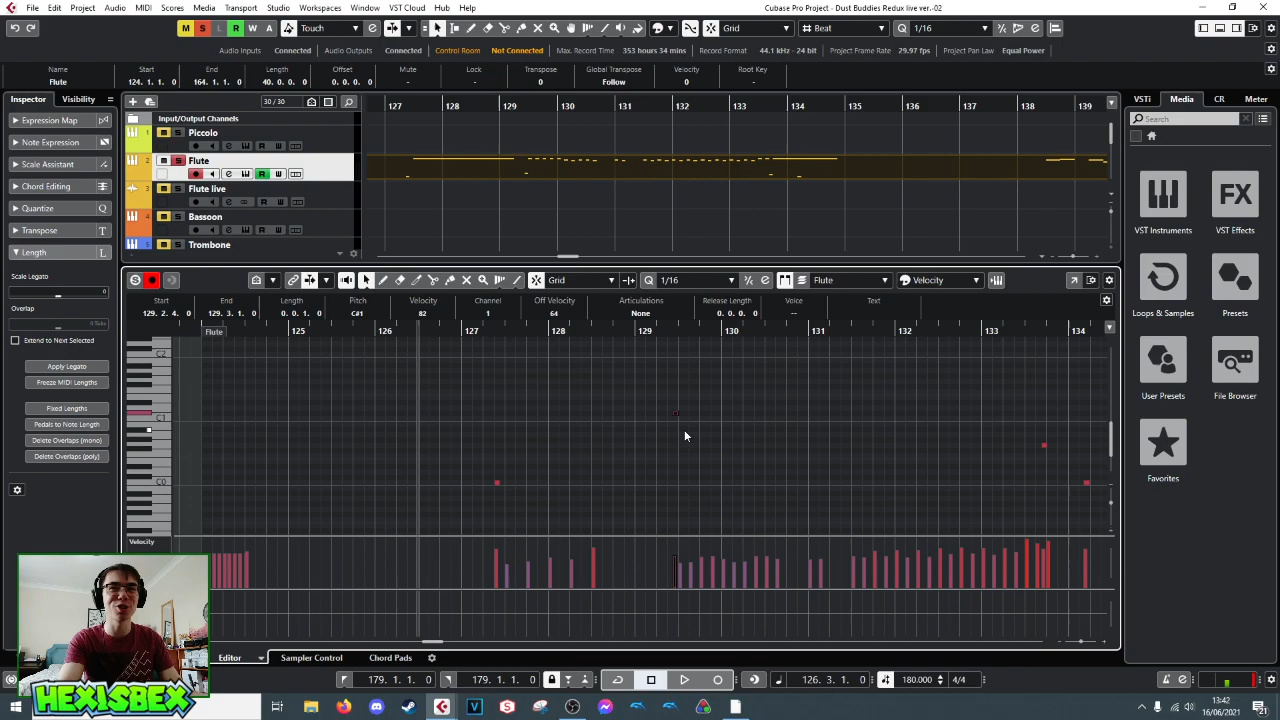 Cubase Pro Project - Dust Buddies Redux live ver.-02
File Edit Project Audio MIDI Scores Media Transport Studio Workspaces Window VST Cloud Hub Help
M S L R W A Touch Grid Beat 1/16
Audio Inputs Connected Audio Outputs Connected Control Room Not Connected Max. Record Time 353 hours 34 mins Record Format 44.1 kHz - 24 bit Project Frame Rate 29.97 fps Project Pan Law Equal Power
Name Start End Length Offset Mute Lock Transpose Global Transpose Velocity Root Key
Flute 124. 1. 1. 0 164. 1. 1. 0 40. 0. 0. 0 0. 0. 0. 0 - - 0 Follow 0 -
Inspector Visibility
30 / 30
127 128 129 130 131 132 133 134 135 136 137 138 139
VSTi Media CR Meter
Search
Input/Output Channels
Expression Map
Note Expression
Scale Assistant
Chord Editing
Quantize Q
Transpose T
Length L
1 Piccolo
2 Flute
3 Flute live
4 Bassoon
5 Trombone
VST Instruments
VST Effects
Loops & Samples
Presets
User Presets
File Browser
Favorites
Scale Legato
0
Overlap
0 Ticks
Extend to Next Selected
Apply Legato
Freeze MIDI Lengths
Fixed Lengths
Pedals to Note Length
Delete Overlaps (mono)
Delete Overlaps (poly)
Grid 1/16 Flute Velocity
Start End Length Pitch Velocity Channel Off Velocity Articulations Release Length Voice Text
129. 2. 4. 0 129. 3. 1. 0 0. 0. 1. 0 C#1 82 1 64 None 0. 0. 0. 0 --
Flute
125 126 127 128 129 130 131 132 133 134
C2
C1
C0
Velocity
Editor Sampler Control Chord Pads
179. 1. 1. 0 179. 1. 1. 0 126. 3. 1. 0 180.000 4/4
HEXISBEX
13:42
16/06/2021
21